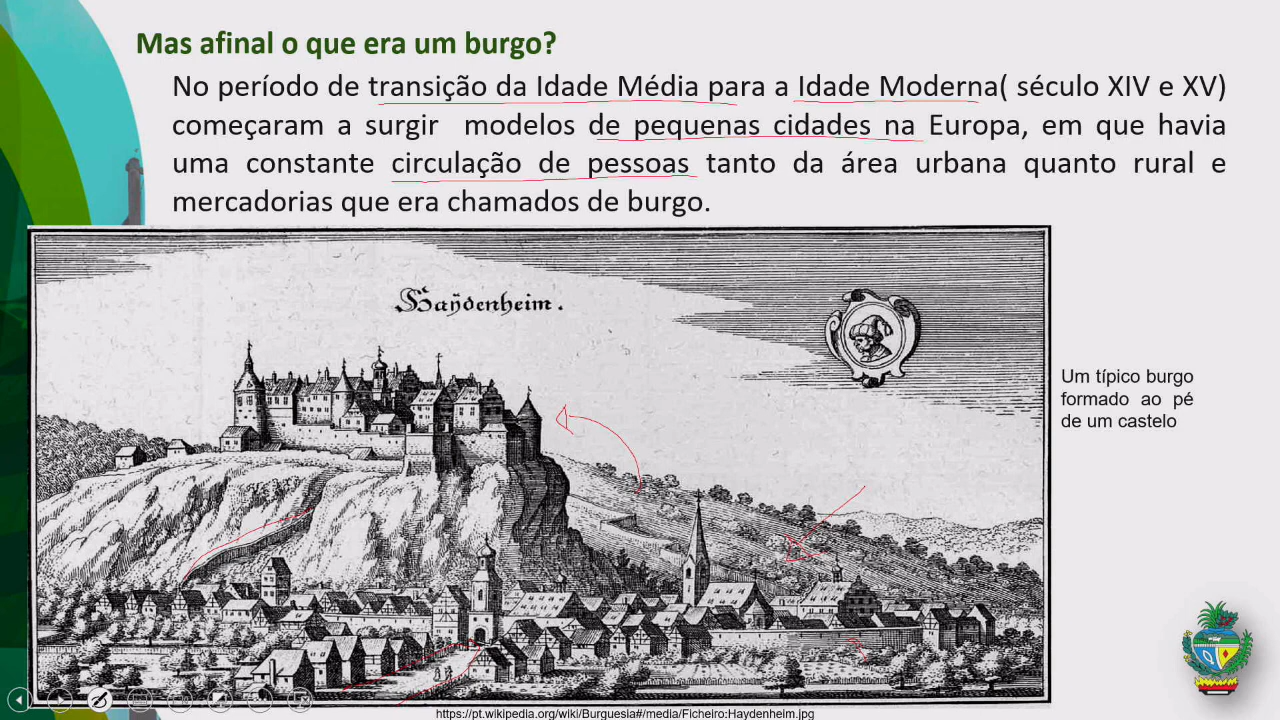 Mas afinal o que era um burgo?
No período de transição da Idade Média para a Idade Moderna( século XIV e XV)
começaram a surgir modelos de pequenas cidades na Europa, em que havia
uma constante circulação de pessoas tanto da área urbana quanto rural e
mercadorias que era chamados de burgo.
Haÿdenheim.
Um típico burgo
formado ao pé
de um castelo
https://pt.wikipedia.org/wiki/Burguesia#/media/Ficheiro:Haydenheim.jpg